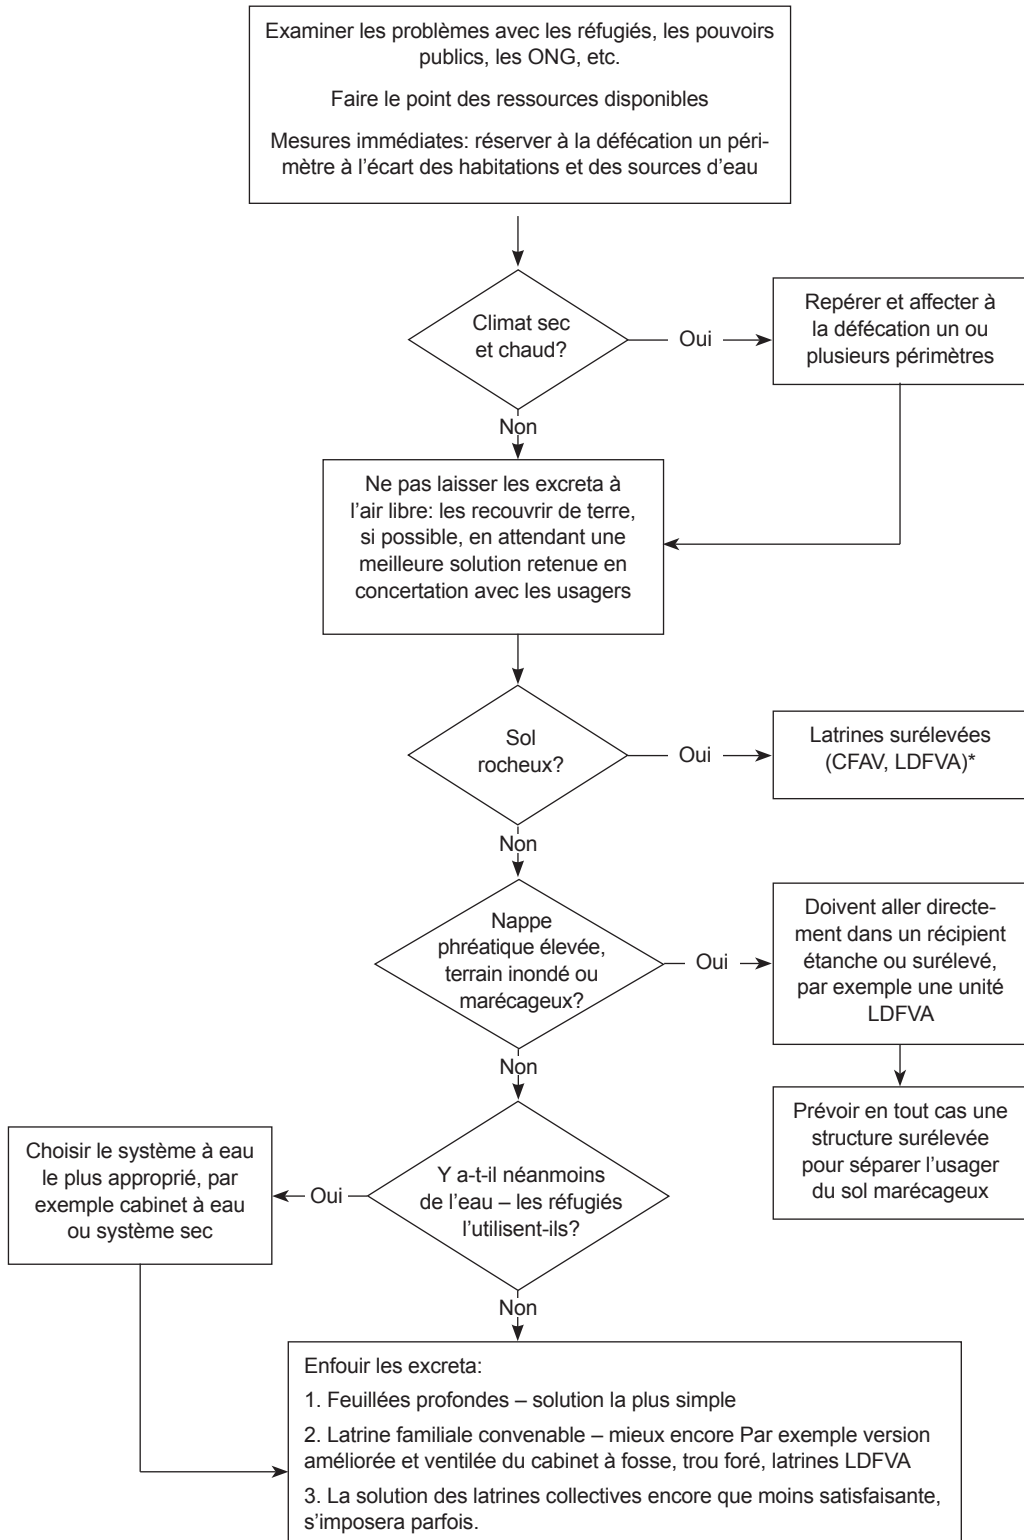 Examiner les problèmes avec les réfugiés, les pouvoirs
publics, les ONG, etc.
Faire le point des ressources disponibles
Mesures immédiates: réserver à la défécation un péri-
mètre à l'écart des habitations et des sources d'eau
Climat sec
et chaud?
Oui
Repérer et affecter à
la défécation un ou
plusieurs périmètres
Non
Ne pas laisser les excreta à
l'air libre: les recouvrir de terre,
si possible, en attendant une
meilleure solution retenue en
concertation avec les usagers
Sol
rocheux?
Oui
Latrines surélevées
(CFAV, LDFVA)*
Non
Nappe
phréatique élevée,
terrain inondé ou
marécageux?
Oui
Doivent aller directe-
ment dans un récipient
étanche ou surélevé,
par exemple une unité
LDFVA
Prévoir en tout cas une
structure surélevée
pour séparer l'usager
du sol marécageux
Non
Y a-t-il néanmoins
de l'eau – les réfugiés
l'utilisent-ils?
Oui
Choisir le système à eau
le plus approprié, par
exemple cabinet à eau
ou système sec
Non
Enfouir les excreta:
1. Feuillées profondes – solution la plus simple
2. Latrine familiale convenable – mieux encore Par exemple version
améliorée et ventilée du cabinet à fosse, trou foré, latrines LDFVA
3. La solution des latrines collectives encore que moins satisfaisante,
s'imposera parfois.